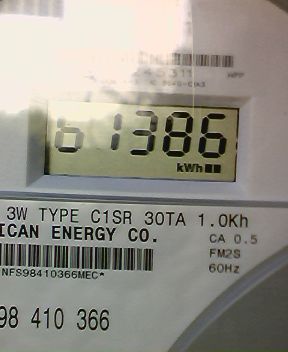 61386
kWh
3W TYPE C1SR 30TA 1.0Kh
ICAN ENERGY CO.
CA 0.5
FM2S
60Hz
NFS98410366MEC*
98 410 366